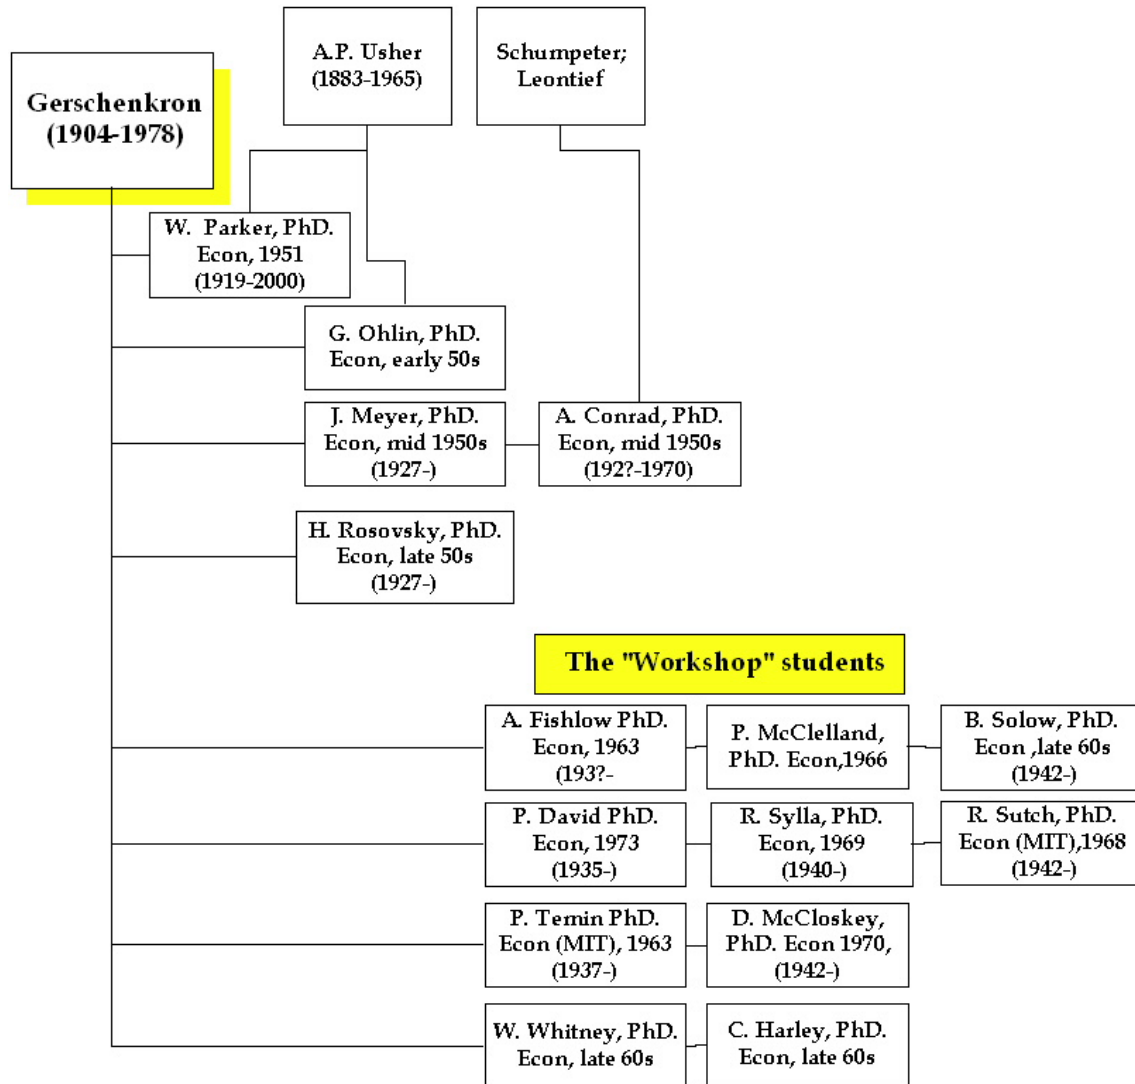 Gerschenkron
(1904-1978)
A.P. Usher
(1883-1965)
Schumpeter;
Leontief
W. Parker, PhD.
Econ, 1951
(1919-2000)
G. Ohlin, PhD.
Econ, early 50s
J. Meyer, PhD.
Econ, mid 1950s
(1927-)
A. Conrad, PhD.
Econ, mid 1950s
(192?-1970)
H. Rosovsky, PhD.
Econ, late 50s
(1927-)
The "Workshop" students
A. Fishlow PhD.
Econ, 1963
(193?-
P. McClelland,
PhD. Econ,1966
B. Solow, PhD.
Econ ,late 60s
(1942-)
P. David PhD.
Econ, 1973
(1935-)
R. Sylla, PhD.
Econ, 1969
(1940-)
R. Sutch, PhD.
Econ (MIT),1968
(1942-)
P. Temin PhD.
Econ (MIT), 1963
(1937-)
D. McCloskey,
PhD. Econ 1970,
(1942-)
W. Whitney, PhD.
Econ, late 60s
C. Harley, PhD.
Econ, late 60s